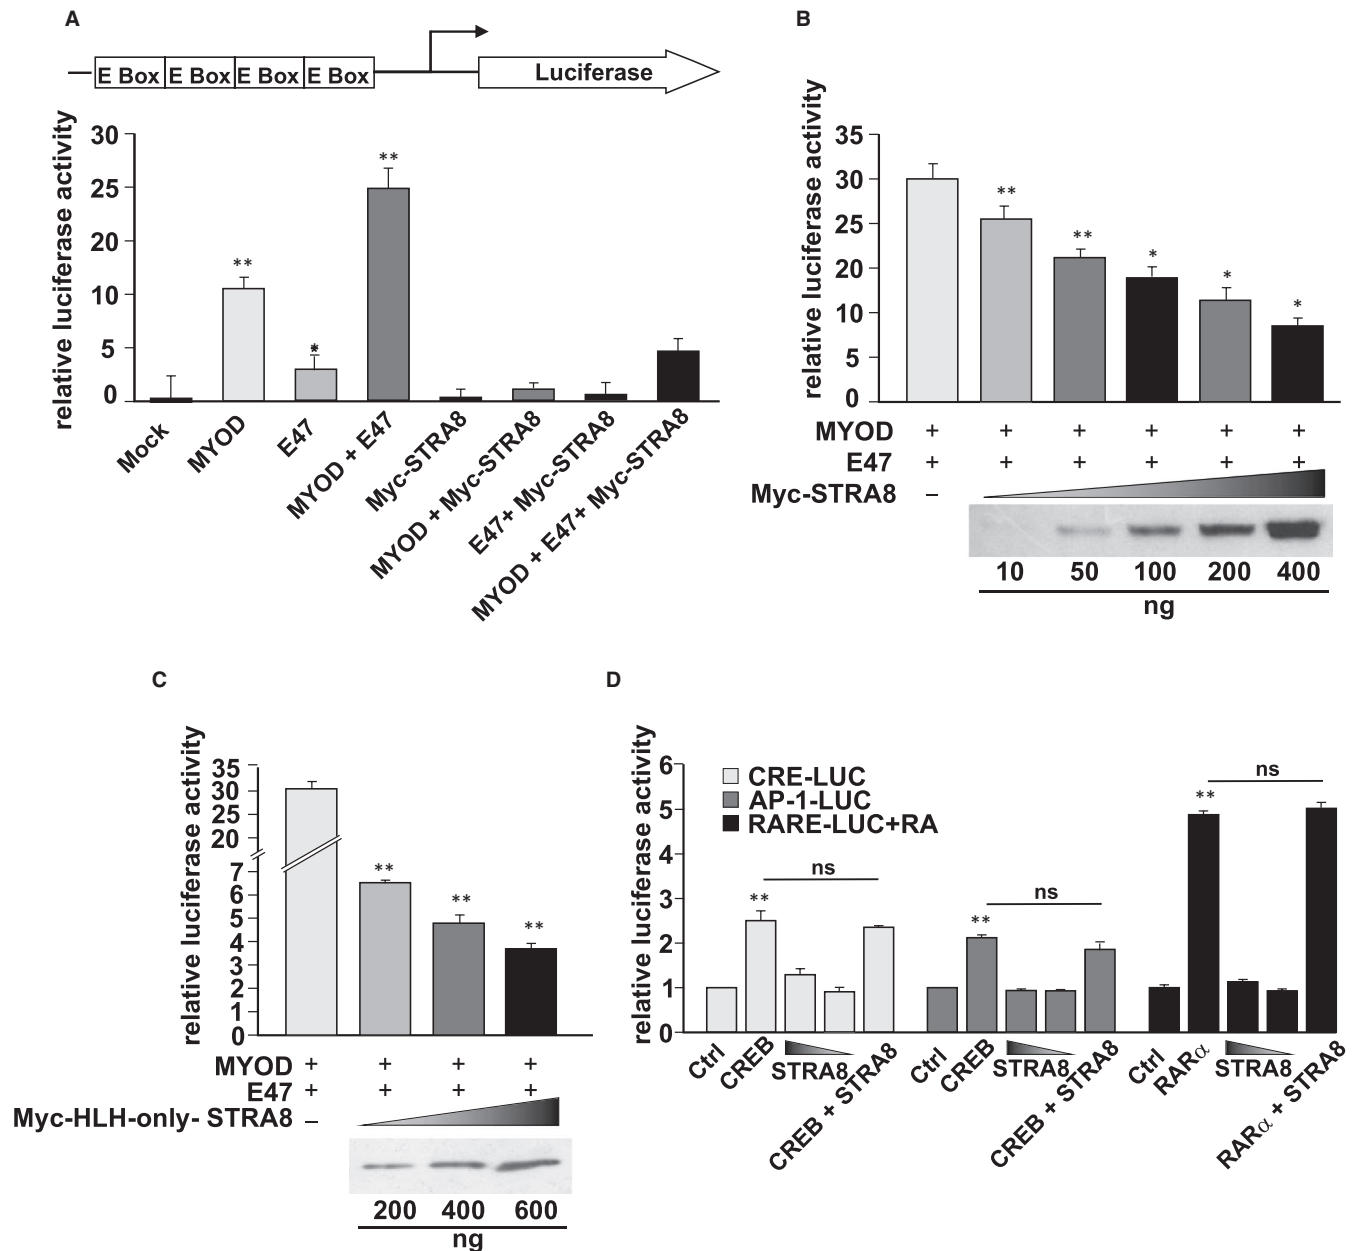 A
E Box E Box E Box E Box
Luciferase
relative luciferase activity
30
25
20
10
5
0
**
*
**
Mock
MYOD
E47
MYOD + E47
Myc-STRA8
MYOD + Myc-STRA8
E47+ Myc-STRA8
MYOD + E47+ Myc-STRA8
B
relative luciferase activity
35
30
25
20
10
5
0
**
**
*
*
*
MYOD + + + + + +
E47 + + + + + +
Myc-STRA8 –
10 50 100 200 400
ng
C
relative luciferase activity
35
30
25
20
7
6
5
4
3
2
1
0
**
**
**
MYOD + + + +
E47 + + + +
Myc-HLH-only- STRA8 –
200 400 600
ng
D
relative luciferase activity
6
5
4
3
2
1
0
CRE-LUC
AP-1-LUC
RARE-LUC+RA
**
ns
**
ns
**
ns
Ctrl
CREB
STRA8
CREB + STRA8
Ctrl
CREB
STRA8
CREB + STRA8
Ctrl
RARα
STRA8
RARα + STRA8